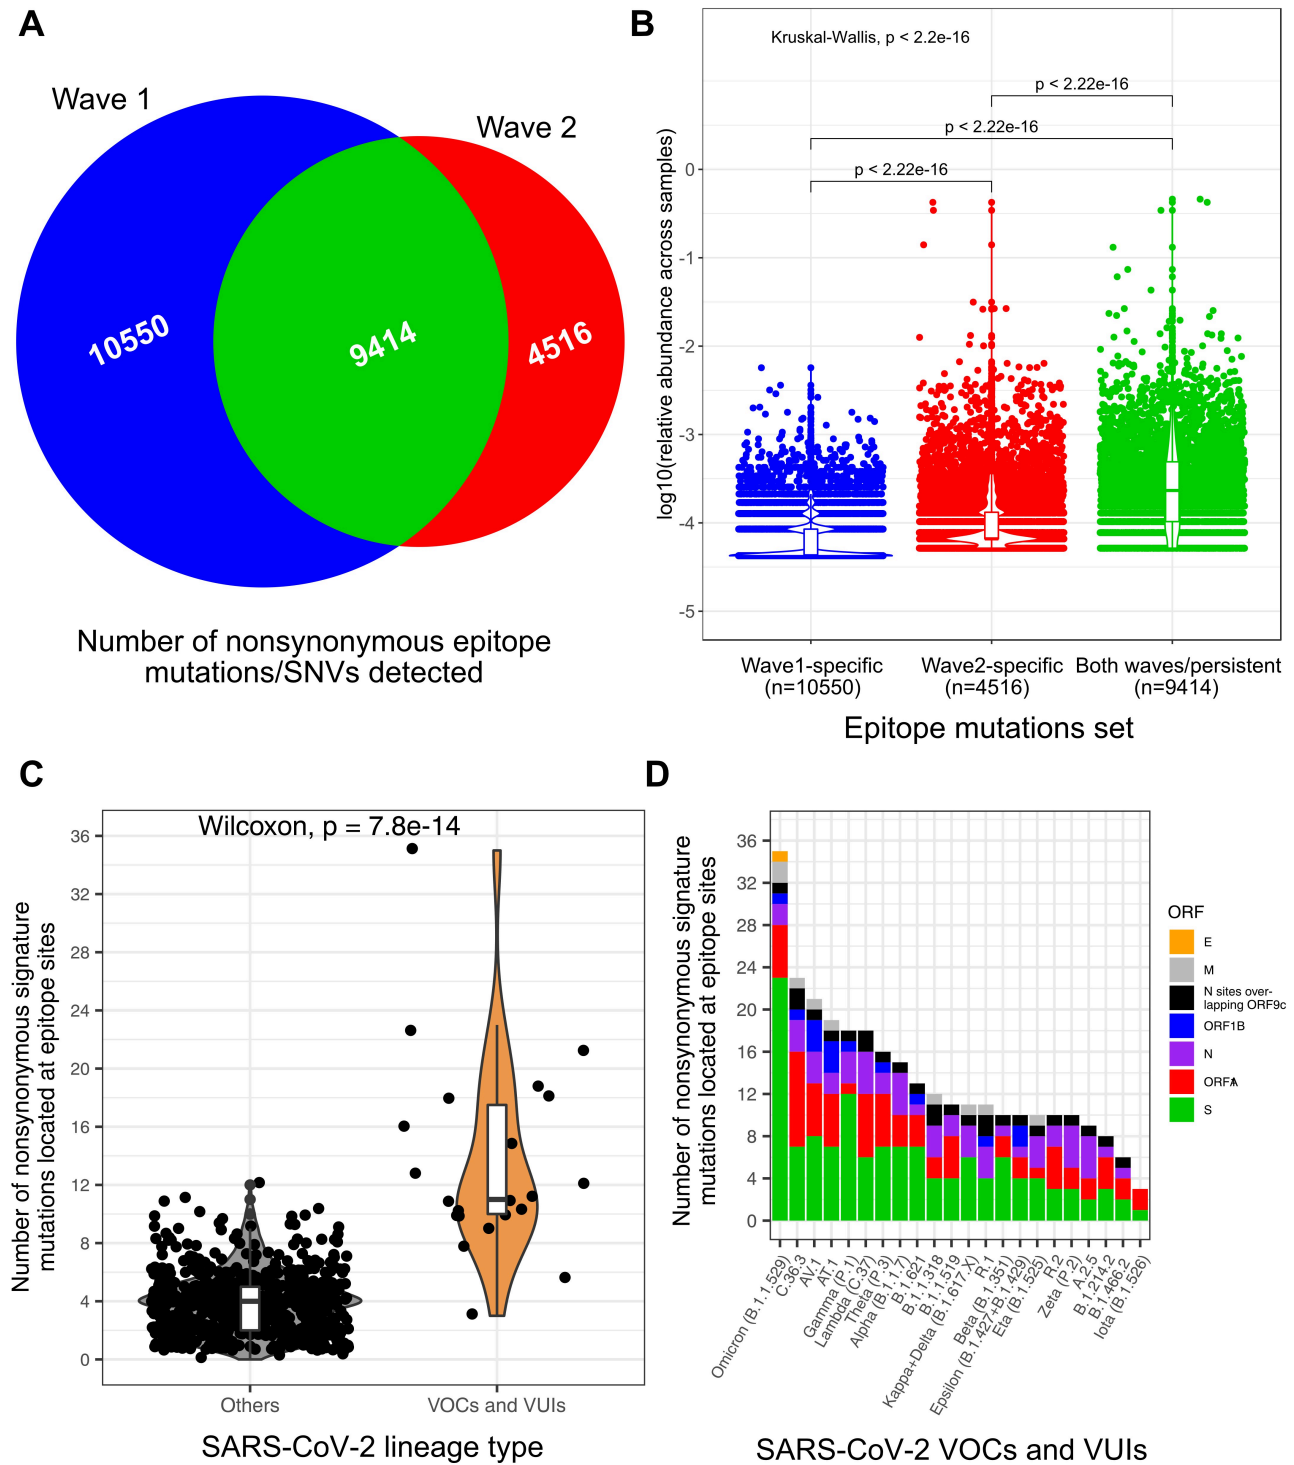 A
Wave 1
Wave 2
10550
9414
4516
Number of nonsynonymous epitope
mutations/SNVs detected
B
Kruskal-Wallis, p < 2.2e-16
p < 2.22e-16
p < 2.22e-16
p < 2.22e-16
log10(relative abundance across samples)
0
-1
-2
-3
-4
-5
Wave1-specific
(n=10550)
Wave2-specific
(n=4516)
Both waves/persistent
(n=9414)
Epitope mutations set
C
Wilcoxon, p = 7.8e-14
Number of nonsynonymous signature
mutations located at epitope sites
36
32
28
24
20
16
12
8
4
0
Others
VOCs and VUIs
SARS-CoV-2 lineage type
D
Number of nonsynonymous signature
mutations located at epitope sites
36
32
28
24
20
16
12
8
4
0
Omicron (B.1.1.529)
C.36.3
AV.1
AT.1
Gamma (P.1)
Lambda (C.37)
Theta (P.3)
Alpha (B.1.1.7)
B.1.621
B.1.1.318
B.1.1.519
Kappa+Delta (B.1.617.X)
R.1
Beta (B.1.351)
Epsilon (B.1.427+B.1.429)
Eta (B.1.525)
R.2
Zeta (P.2)
A.2.5
B.1.214.2
B.1.466.2
Iota (B.1.526)
SARS-CoV-2 VOCs and VUIs
ORF
E
M
N sites over-
lapping ORF9c
ORF1B
N
S